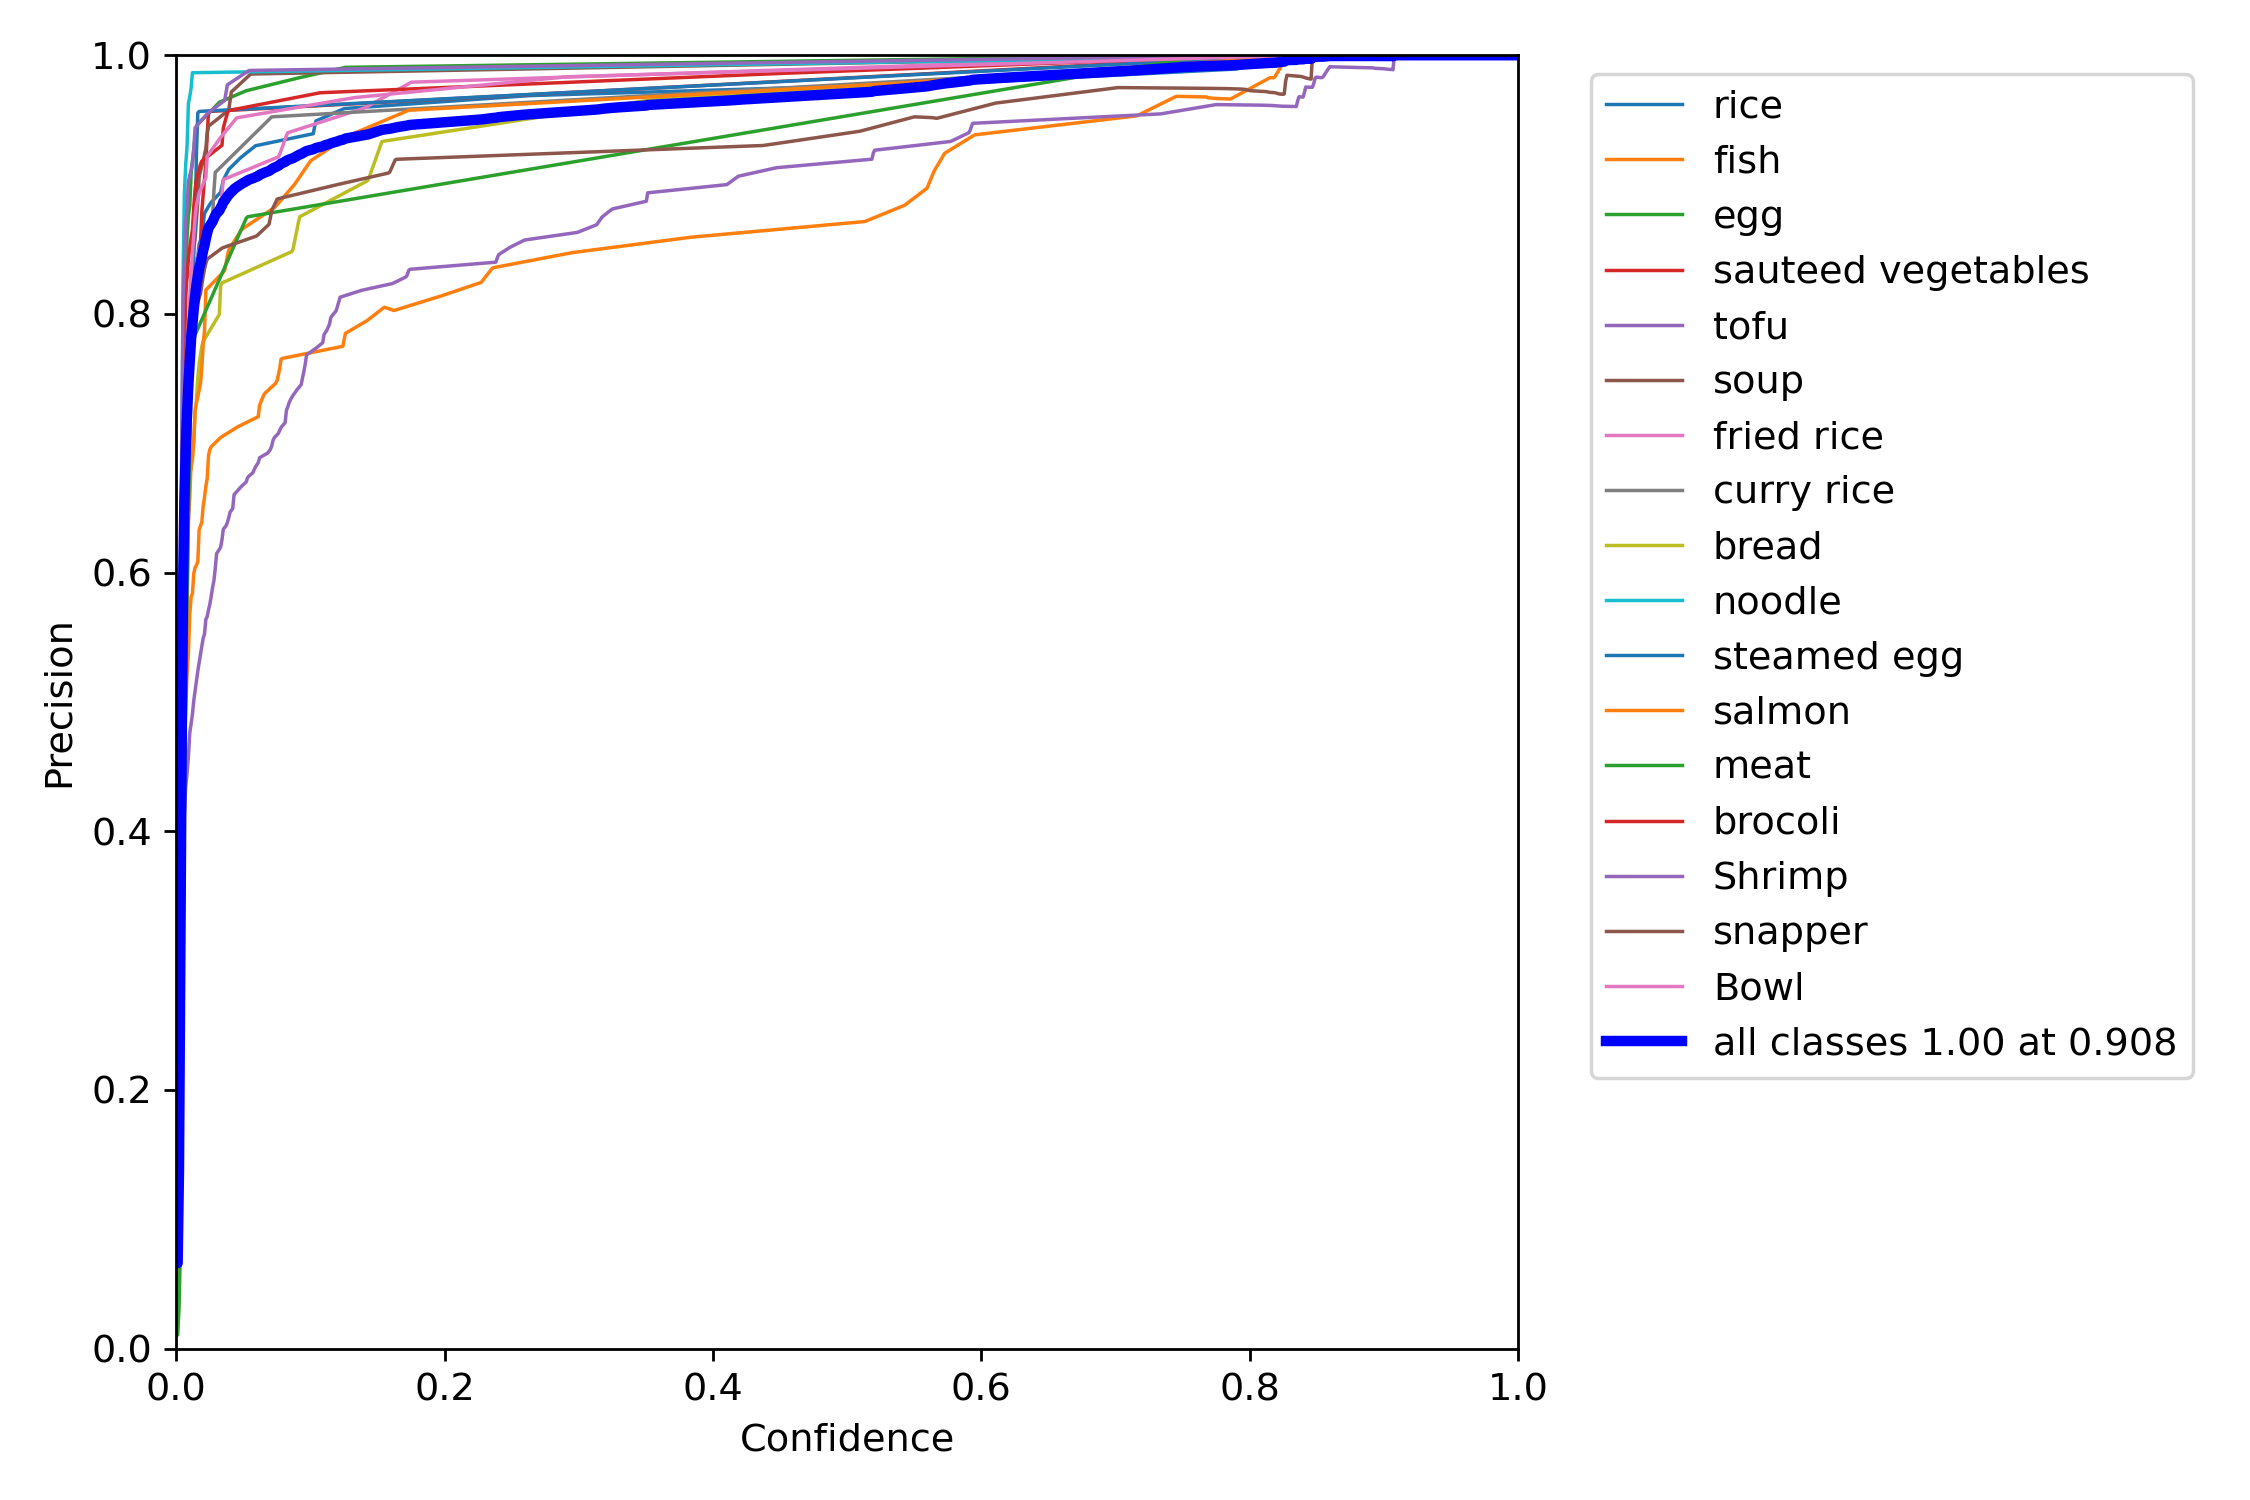 1.0
0.8
0.6
0.4
0.2
0.0
0.0 0.2 0.4 0.6 0.8 1.0
Precision
Confidence
rice
fish
egg
sauteed vegetables
tofu
soup
fried rice
curry rice
bread
noodle
steamed egg
salmon
meat
brocoli
Shrimp
snapper
Bowl
all classes 1.00 at 0.908